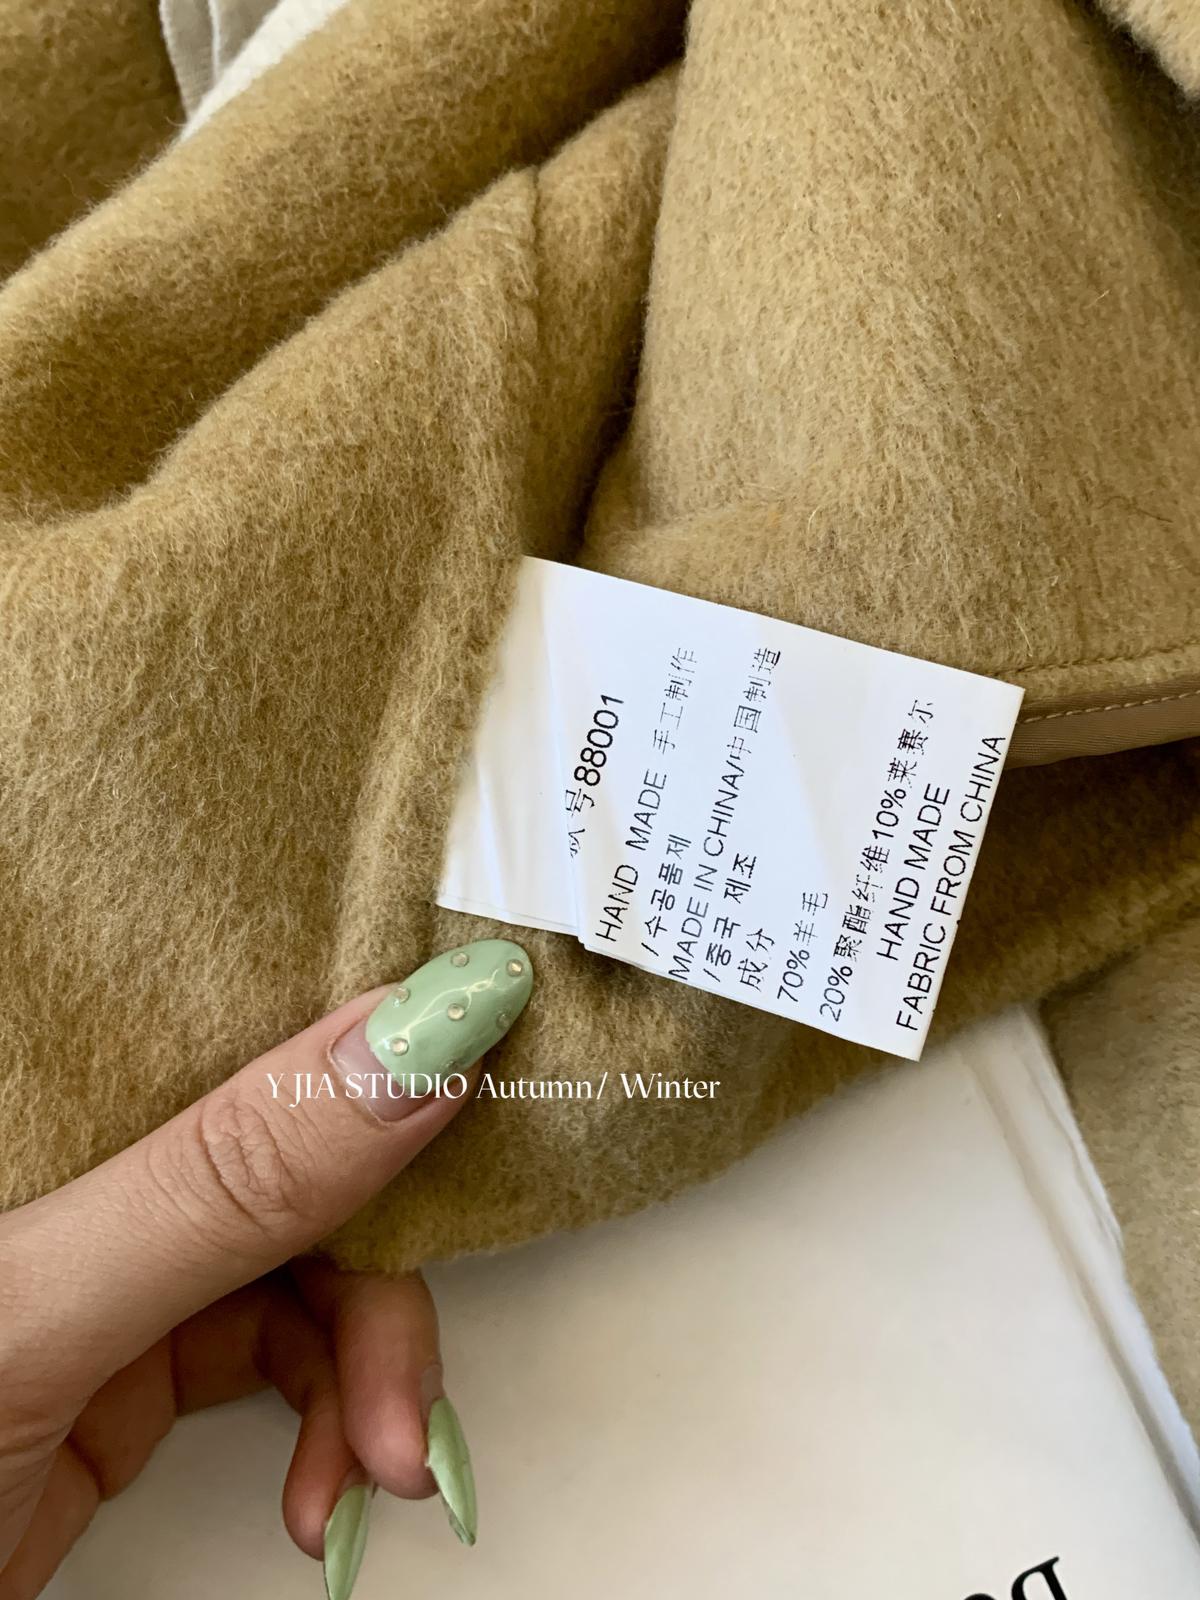 款号88001
HAND MADE 手工制作
/수공품제
MADE IN CHINA/中国制造
/중국 제조
成分
70%羊毛
20%聚酯纤维10%莱赛尔
HAND MADE
FABRIC FROM CHINA
Y JIA STUDIO Autumn/ Winter